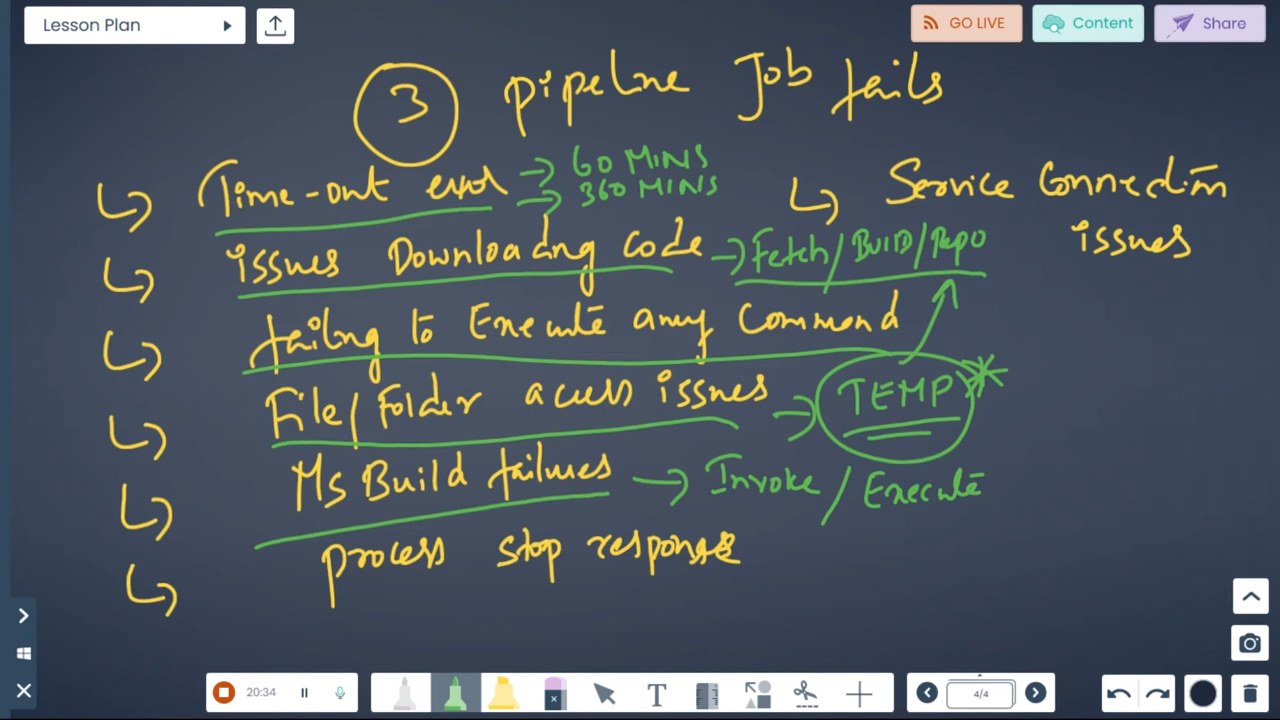 Lesson Plan
GO LIVE
Content
Share
3 pipeline Job fails
Time-out error → 60 MINS
→ 360 MINS
Service Connection
issues
issues Downloading code → Fetch/BUID/Repo
failing to Execute any Command
File/Folder acess issues → TEMP *
Ms Build failures → Invoke/Execute
process stop response
20:34
T
4/4